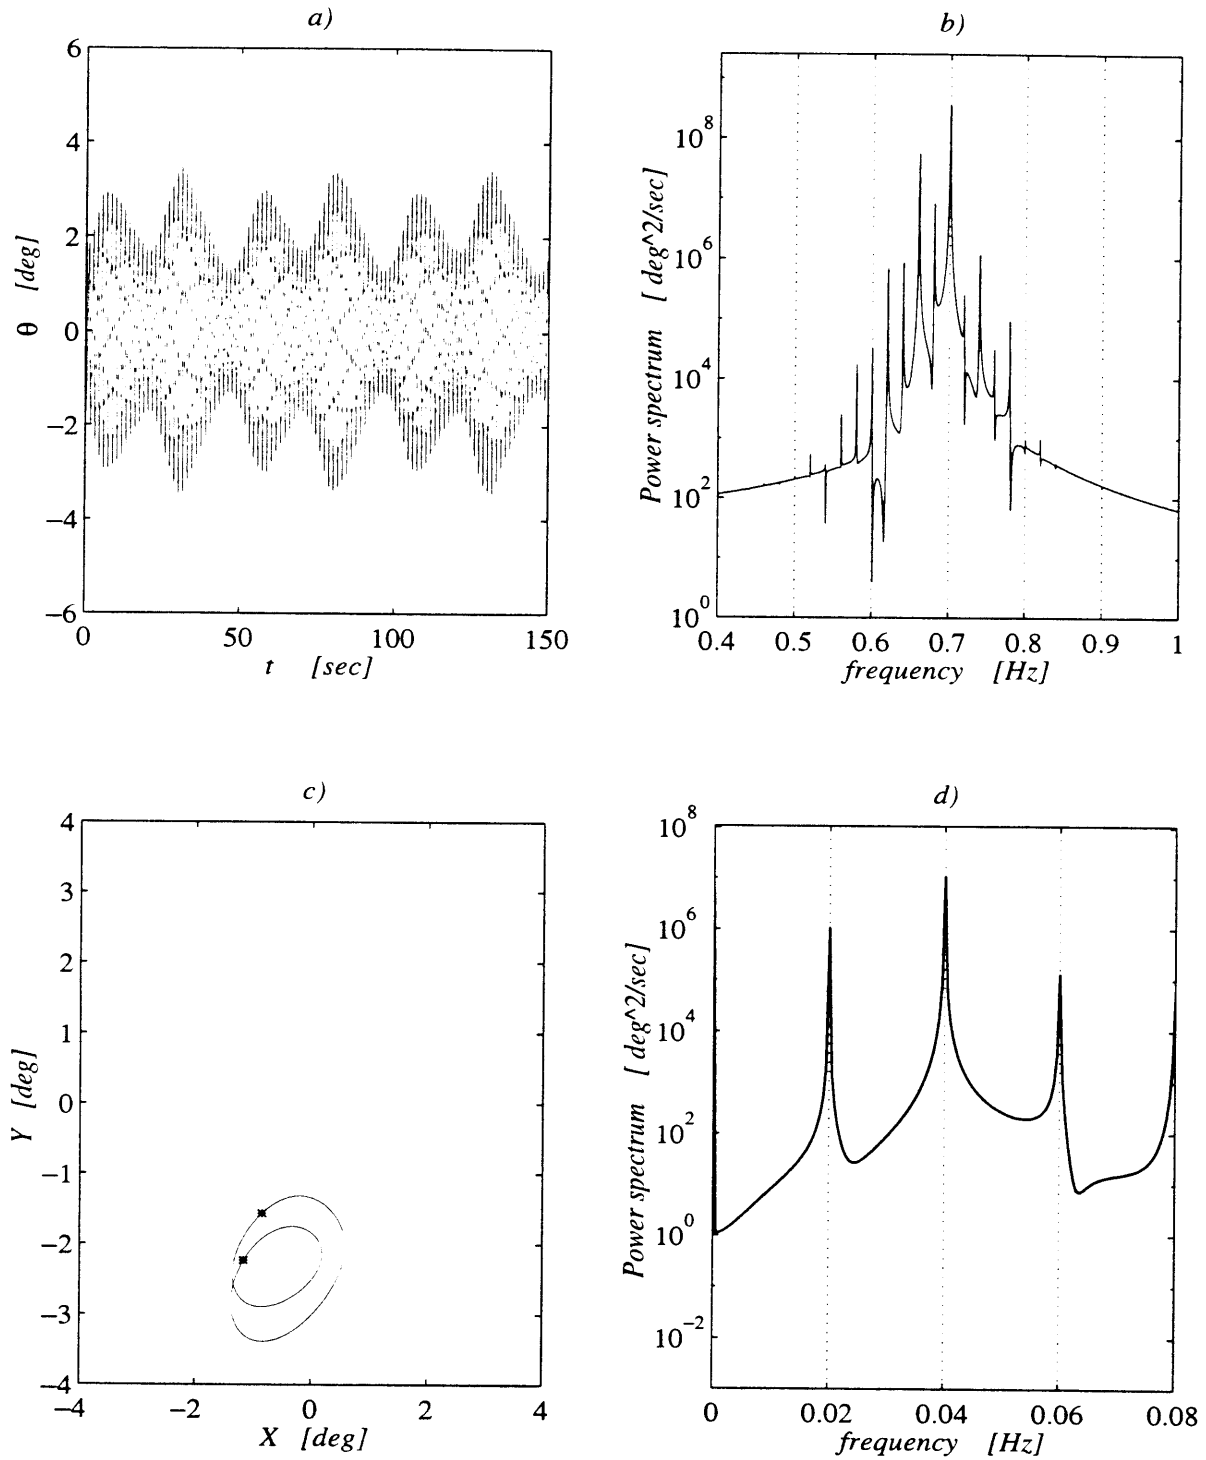 a)
6
4
2
0
−2
−4
−6
θ [deg]
0 50 100 150
t [sec]
b)
10^8
10^6
10^4
10^2
10^0
Power spectrum [ deg^2/sec]
0.4 0.5 0.6 0.7 0.8 0.9 1
frequency [Hz]
c)
4
3
2
1
0
−1
−2
−3
−4
Y [deg]
−4 −2 0 2 4
X [deg]
d)
10^8
10^6
10^4
10^2
10^0
10^−2
Power spectrum [ deg^2/sec]
0 0.02 0.04 0.06 0.08
frequency [Hz]